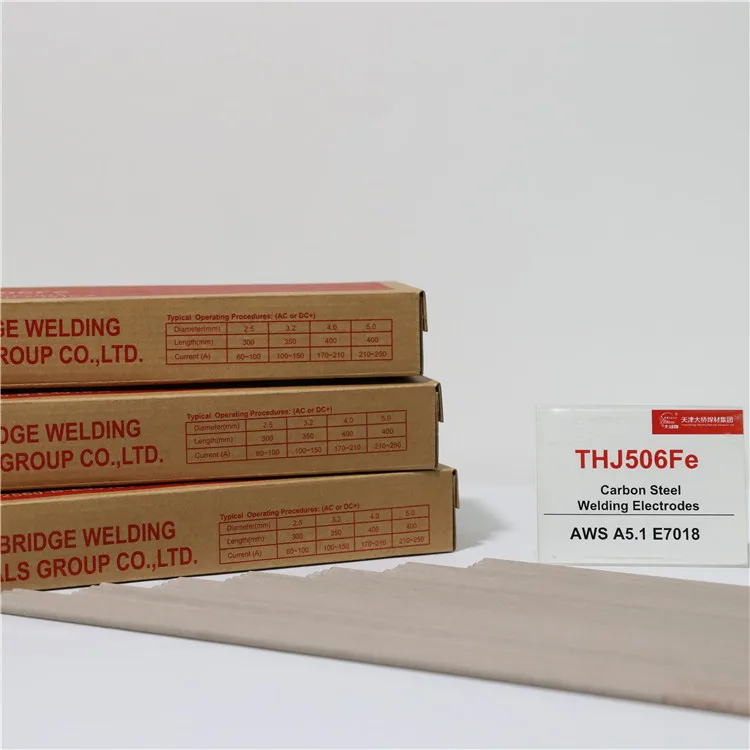 GE WELDING
GROUP CO.,LTD.
Typical Operating Procedures: (AC or DC+)
Diameter(mm) 2.5 3.2 4.0 5.0
Length(mm) 300 350 400 400
Current (A) 60~100 100~150 170~210 210~250
DGE WELDING
GROUP CO.,LTD.
Typical Operating Procedures: (AC or DC+)
Diameter(mm) 2.5 3.2 4.0 5.0
Length(mm) 300 350 400 400
Current (A) 60~100 100~150 170~210 210~250
BRIDGE WELDING
ALS GROUP CO.,LTD.
Typical Operating Procedures: (AC or DC+)
Diameter(mm) 2.5 3.2 4.0 5.0
Length(mm) 300 350 400 400
Current (A) 60~100 100~150 170~210 210~250
天津大桥焊材集团
THJ506Fe
Carbon Steel
Welding Electrodes
AWS A5.1 E7018